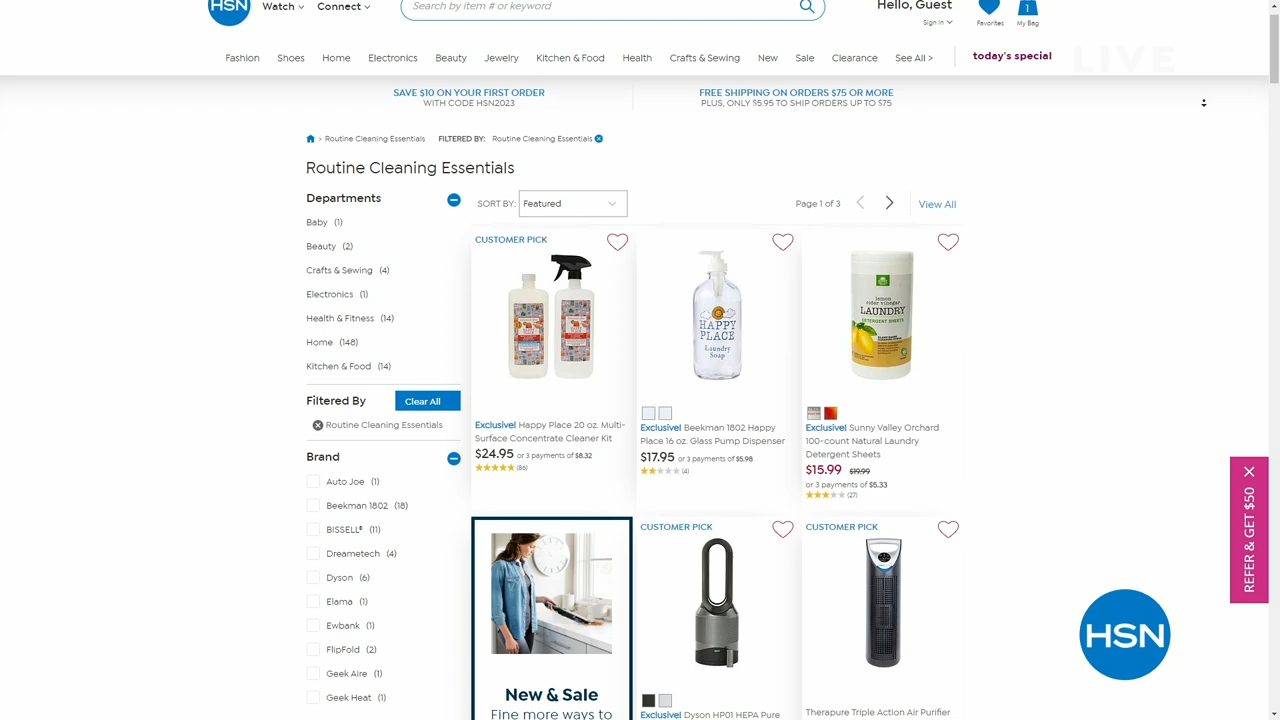 HSN
Watch
Connect
Search by item # or keyword
Hello, Guest
Sign In
Favorites
1
My Bag
Fashion
Shoes
Home
Electronics
Beauty
Jewelry
Kitchen & Food
Health
Crafts & Sewing
New
Sale
Clearance
See All >
today's special
LIVE
SAVE $10 ON YOUR FIRST ORDER
WITH CODE HSN2023
FREE SHIPPING ON ORDERS $75 OR MORE
PLUS, ONLY $5.95 TO SHIP ORDERS UP TO $75
> Routine Cleaning Essentials
FILTERED BY: Routine Cleaning Essentials
Routine Cleaning Essentials
Departments
Baby (1)
Beauty (2)
Crafts & Sewing (4)
Electronics (1)
Health & Fitness (14)
Home (148)
Kitchen & Food (14)
Filtered By
Clear All
Routine Cleaning Essentials
Brand
Auto Joe (1)
Beekman 1802 (18)
BISSELL® (11)
Dreametech (4)
Dyson (6)
Elama (1)
Ewbank (1)
FlipFold (2)
Geek Aire (1)
Geek Heat (1)
SORT BY: Featured
Page 1 of 3
View All
CUSTOMER PICK
Exclusive! Happy Place 20 oz. Multi-
Surface Concentrate Cleaner Kit
$24.95 or 3 payments of $8.32
(86)
HAPPY
PLACE
Laundry
Soap
Exclusive! Beekman 1802 Happy
Place 16 oz. Glass Pump Dispenser
$17.95 or 3 payments of $5.98
(4)
lemon
cider vinegar
LAUNDRY
DETERGENT SHEETS
Exclusive! Sunny Valley Orchard
100-count Natural Laundry
Detergent Sheets
$15.99 $19.99
or 3 payments of $5.33
(27)
New & Sale
Fine more ways to
CUSTOMER PICK
Exclusive! Dyson HP01 HEPA Pure
CUSTOMER PICK
Therapure Triple Action Air Purifier
REFER & GET $50
HSN